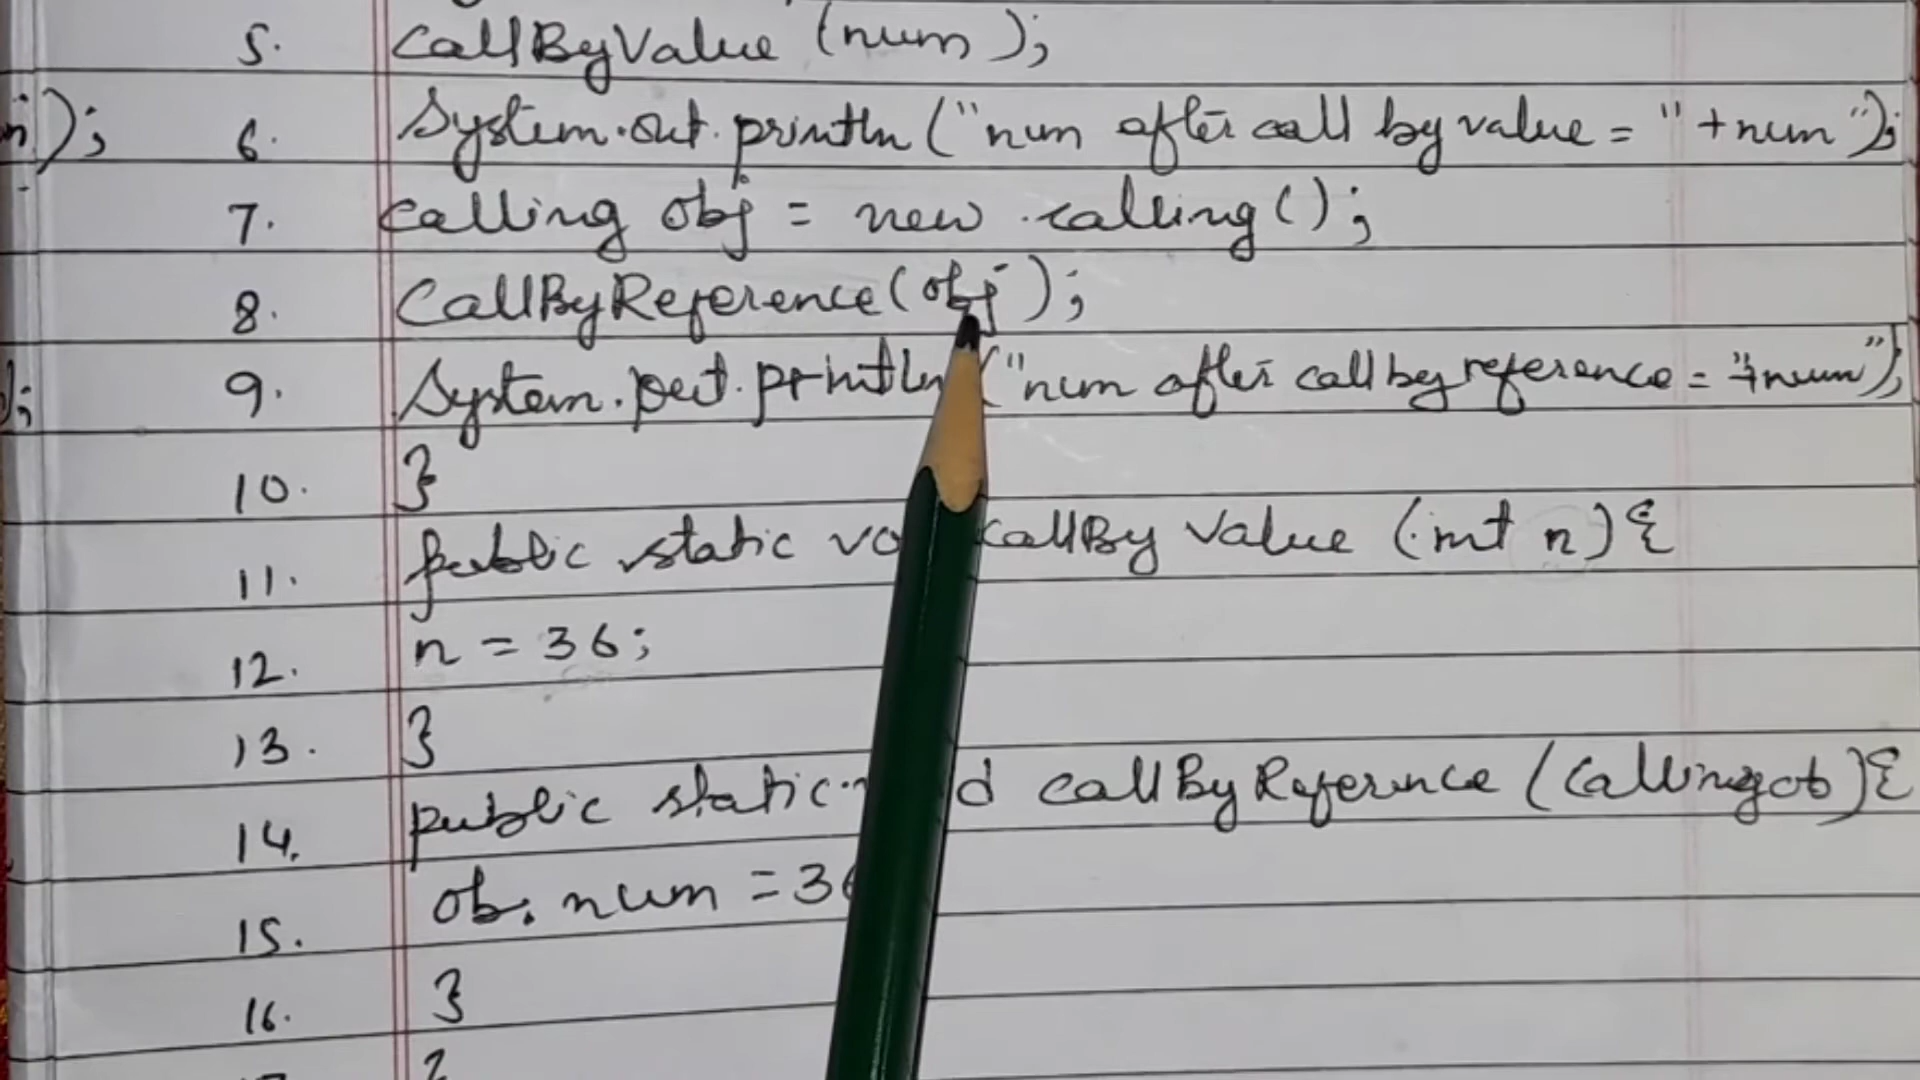 5. callByValue (num);
n);
6. System.out.println ("num after call by value = " + num");
7. calling obj = new calling();
8. CallByReference(obj);
9. System.out.println ("num after call by reference = "+num");
);
10. }
11. public static vo callBy Value (int n){
12. n = 36;
13. }
14. public static d callByReference (Calling ob){
15. ob. num = 36
16. }
}